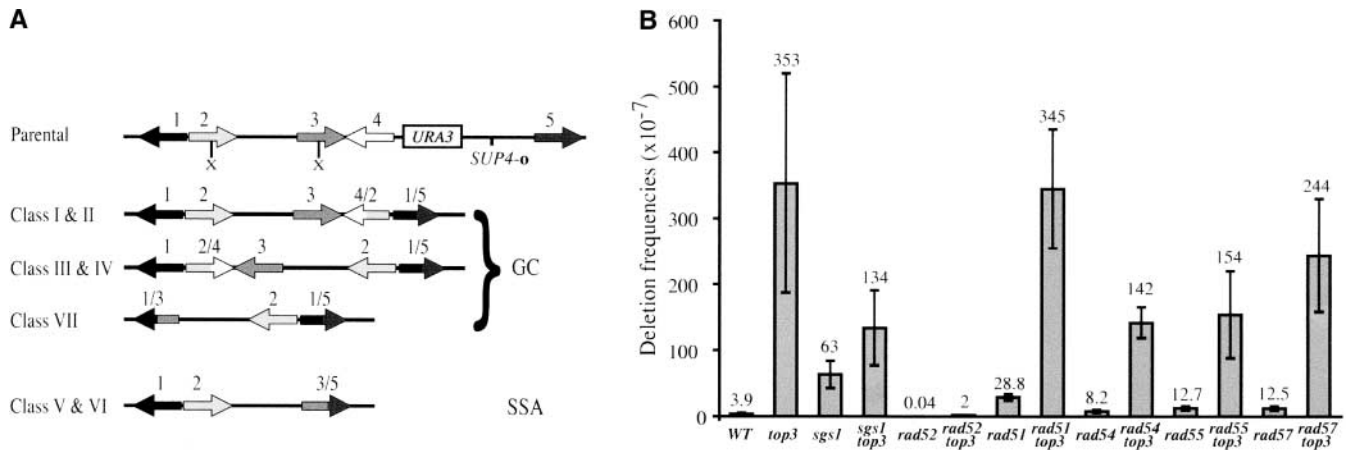 A
1 2 3 4 5
Parental
URA3
X X
SUP4-o
1 2 3 4/2 1/5
Class I & II
1 2/4 3 2 1/5
Class III & IV
GC
1/3 2 1/5
Class VII
1 2 3/5
Class V & VI
SSA
B
Deletion frequencies (x10⁻⁷)
600
500
400
300
200
100
0
3.9
353
63
134
0.04
2
28.8
345
8.2
142
12.7
154
12.5
244
WT
top3
sgs1
sgs1
top3
rad52
rad52
top3
rad51
rad51
top3
rad54
rad54
top3
rad55
rad55
top3
rad57
rad57
top3